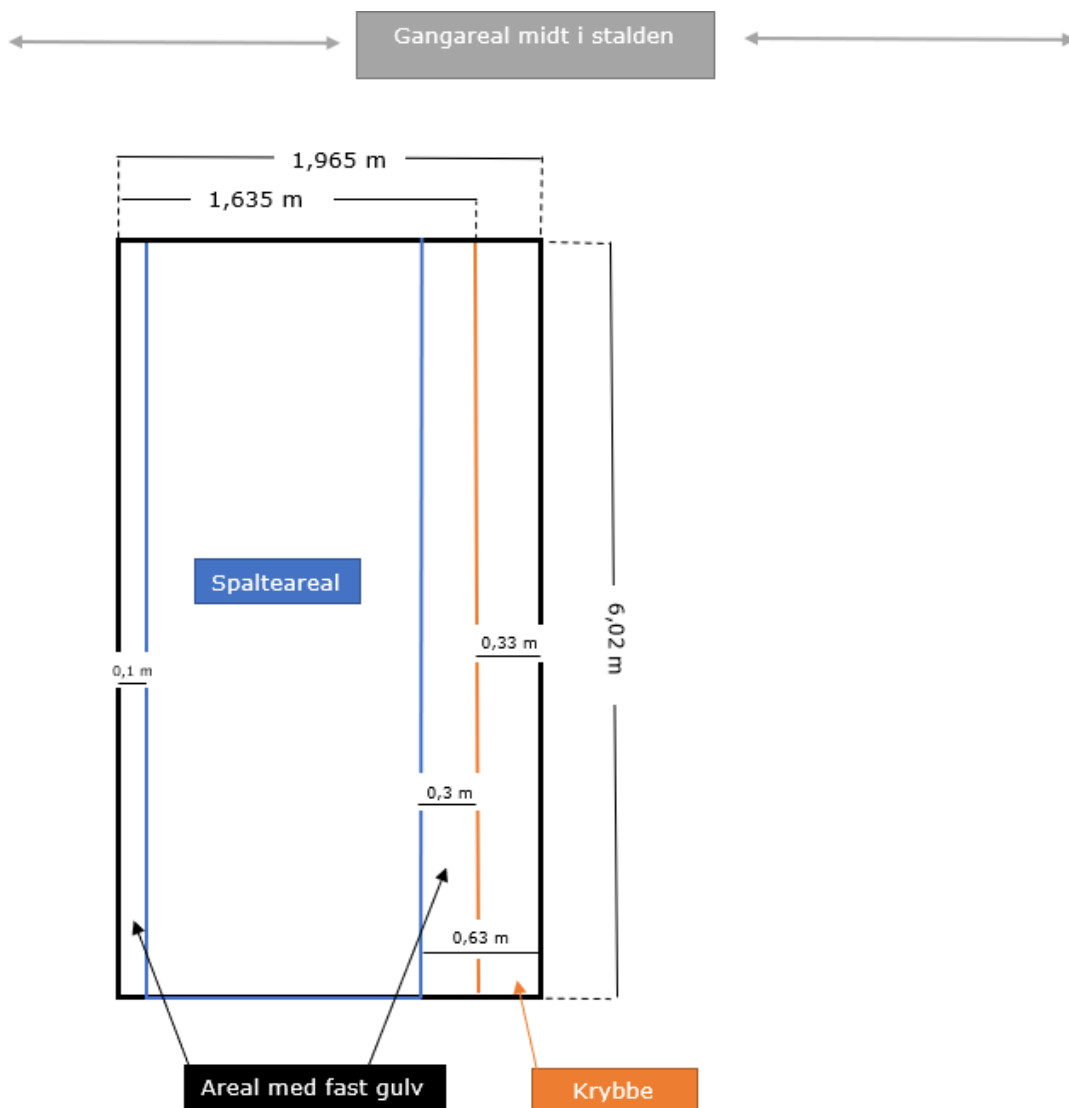 Gangareal midt i stalden
1,965 m
1,635 m
Spalteareal
6,02 m
0,33 m
0,1 m
0,3 m
0,63 m
Areal med fast gulv
Krybbe